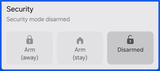 Security
Security mode disarmed
Arm
(away)
Arm
(stay)
Disarmed